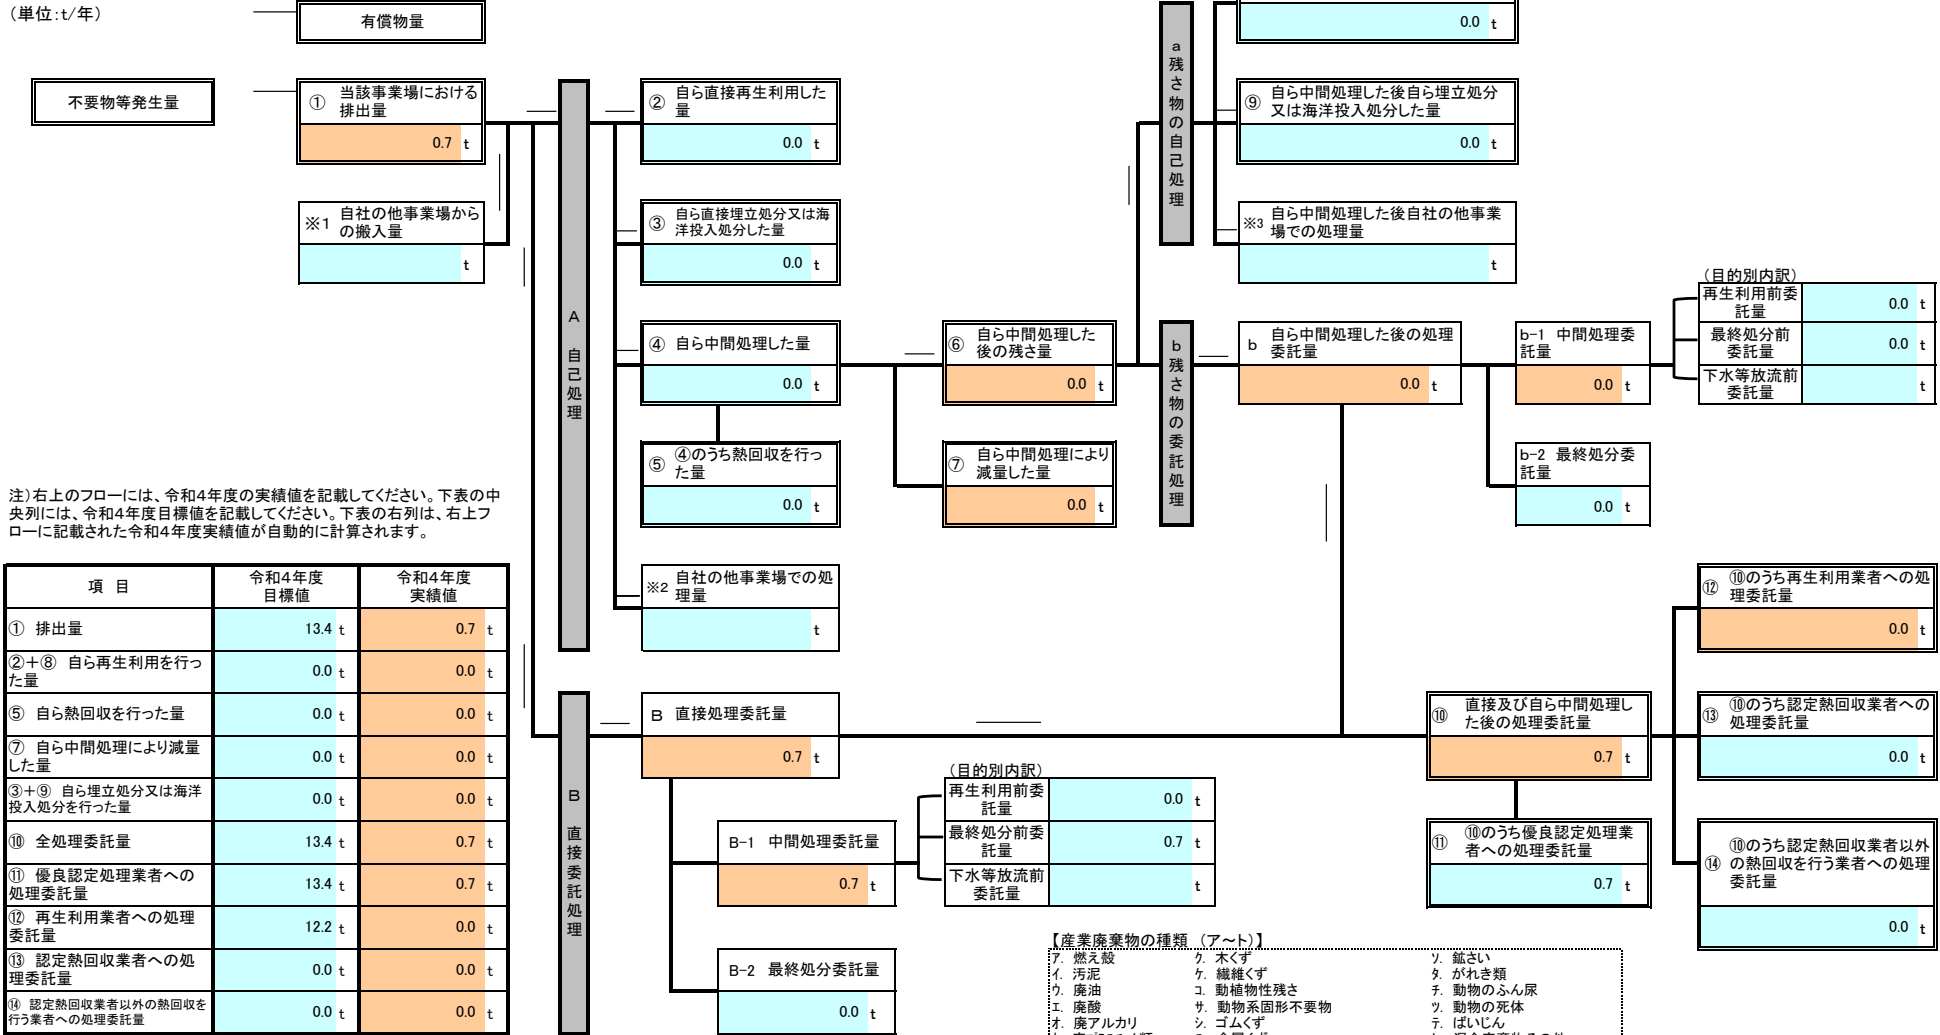 (単位:t/年)
有償物量
不要物等発生量
① 当該事業場における
排出量
0.7 t
※1 自社の他事業場から
の搬入量
t
A 自己処理
② 自ら直接再生利用した
量
0.0 t
③ 自ら直接埋立処分又は海
洋投入処分した量
0.0 t
④ 自ら中間処理した量
0.0 t
⑤ ④のうち熱回収を行っ
た量
0.0 t
※2 自社の他事業場での処
理量
t
⑥ 自ら中間処理した
後の残さ量
0.0 t
⑦ 自ら中間処理により
減量した量
0.0 t
a 残さ物の自己処理
0.0 t
⑨ 自ら中間処理した後自ら埋立処分
又は海洋投入処分した量
0.0 t
※3 自ら中間処理した後自社の他事業
場での処理量
t
b 残さ物の委託処理
b 自ら中間処理した後の処理
委託量
0.0 t
b-1 中間処理委
託量
0.0 t
b-2 最終処分委
託量
0.0 t
(目的別内訳)
再生利用前委
託量
0.0 t
最終処分前
委託量
0.0 t
下水等放流前
委託量
t
注)右上のフローには、令和4年度の実績値を記載してください。下表の中
央列には、令和4年度目標値を記載してください。下表の右列は、右上フ
ローに記載された令和4年度実績値が自動的に計算されます。
項 目
令和4年度
目標値
令和4年度
実績値
① 排出量 13.4 t 0.7 t
②+⑧ 自ら再生利用を行っ
た量 0.0 t 0.0 t
⑤ 自ら熱回収を行った量 0.0 t 0.0 t
⑦ 自ら中間処理により減量
した量 0.0 t 0.0 t
③+⑨ 自ら埋立処分又は海洋
投入処分を行った量 0.0 t 0.0 t
⑩ 全処理委託量 13.4 t 0.7 t
⑪ 優良認定処理業者への
処理委託量 13.4 t 0.7 t
⑫ 再生利用業者への処理
委託量 12.2 t 0.0 t
⑬ 認定熱回収業者への処
理委託量 0.0 t 0.0 t
⑭ 認定熱回収業者以外の熱回収を
行う業者への処理委託量 0.0 t 0.0 t
B 直接委託処理
B 直接処理委託量
0.7 t
B-1 中間処理委託量
0.7 t
B-2 最終処分委託量
0.0 t
(目的別内訳)
再生利用前委
託量
0.0 t
最終処分前委
託量
0.7 t
下水等放流前
委託量
t
⑩ 直接及び自ら中間処理し
た後の処理委託量
0.7 t
⑪ ⑩のうち優良認定処理業
者への処理委託量
0.7 t
⑫ ⑩のうち再生利用業者への処
理委託量
0.0 t
⑬ ⑩のうち認定熱回収業者への
処理委託量
0.0 t
⑭ ⑩のうち認定熱回収業者以外
の熱回収を行う業者への処理
委託量
0.0 t
【産業廃棄物の種類 (ア〜ト)】
ア. 燃え殻 ク. 木くず ソ. 鉱さい
イ. 汚泥 ケ. 繊維くず タ. がれき類
ウ. 廃油 コ. 動植物性残さ チ. 動物のふん尿
エ. 廃酸 サ. 動物系固形不要物 ツ. 動物の死体
オ. 廃アルカリ シ. ゴムくず テ. ばいじん